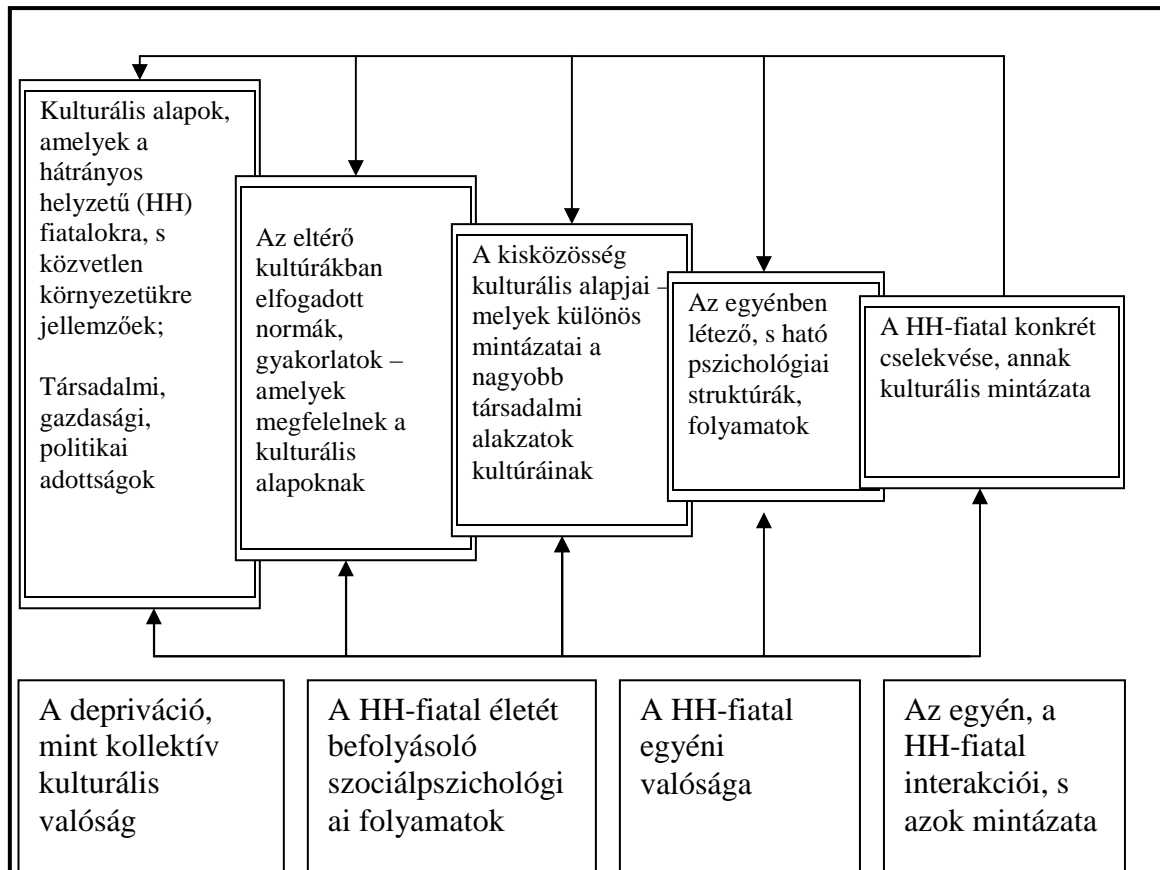 Kulturális alapok,
amelyek a
hátrányos
helyzetű (HH)
fiatalokra, s
közvetlen
környezetükre
jellemzőek;
Társadalmi,
gazdasági,
politikai
adottságok
Az eltérő
kultúrákban
elfogadott
normák,
gyakorlatok –
amelyek
megfelelnek a
kulturális
alapoknak
A kisközösség
kulturális alapjai –
melyek különös
mintázatai a
nagyobb
társadalmi
alakzatok
kultúráinak
Az egyénben
létező, s ható
pszichológiai
struktúrák,
folyamatok
A HH-fiatal konkrét
cselekvése, annak
kulturális mintázata
A depriváció,
mint kollektív
kulturális
valóság
A HH-fiatal életét
befolyásoló
szociálpszichológi
ai folyamatok
A HH-fiatal
egyéni
valósága
Az egyén, a
HH-fiatal
interakciói, s
azok mintázata